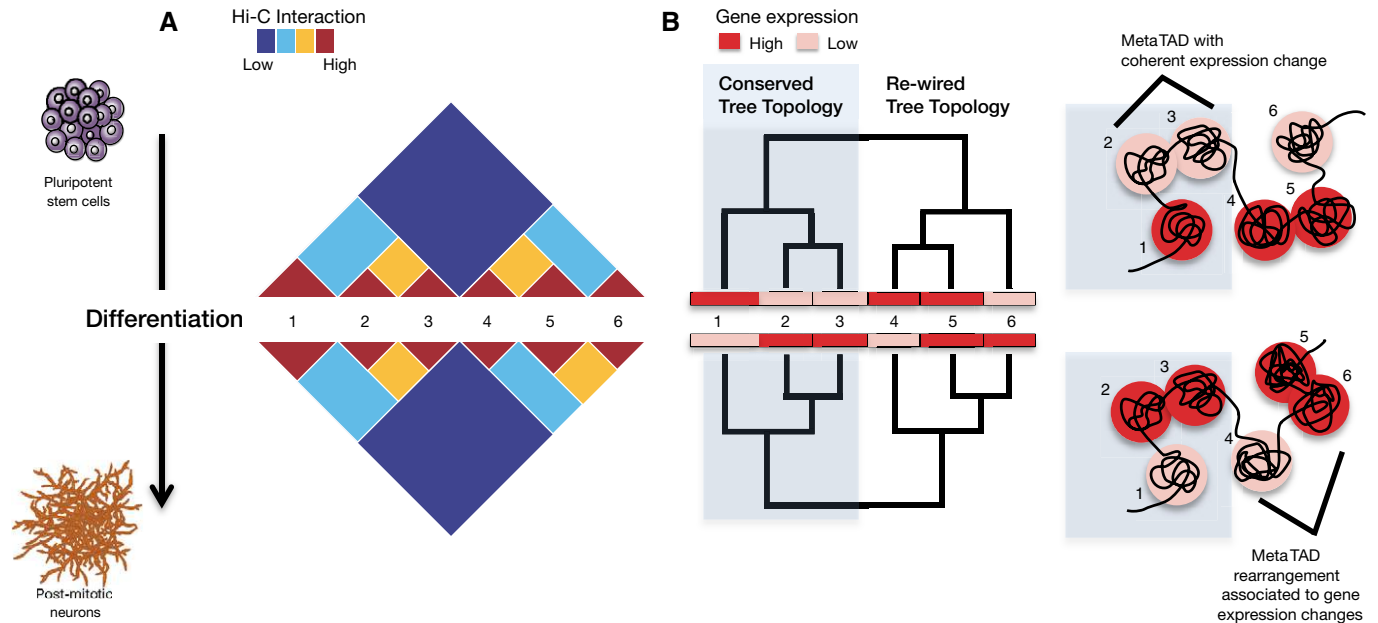 A
Hi-C Interaction
Low High
Pluripotent
stem cells
Differentiation
1 2 3 4 5 6
Post-mitotic
neurons
B
Gene expression
High Low
Conserved
Tree Topology
Re-wired
Tree Topology
1 2 3 4 5 6
MetaTAD with
coherent expression change
6
3
2
5
4
1
5
3
6
2
4
1
MetaTAD
rearrangement
associated to gene
expression changes